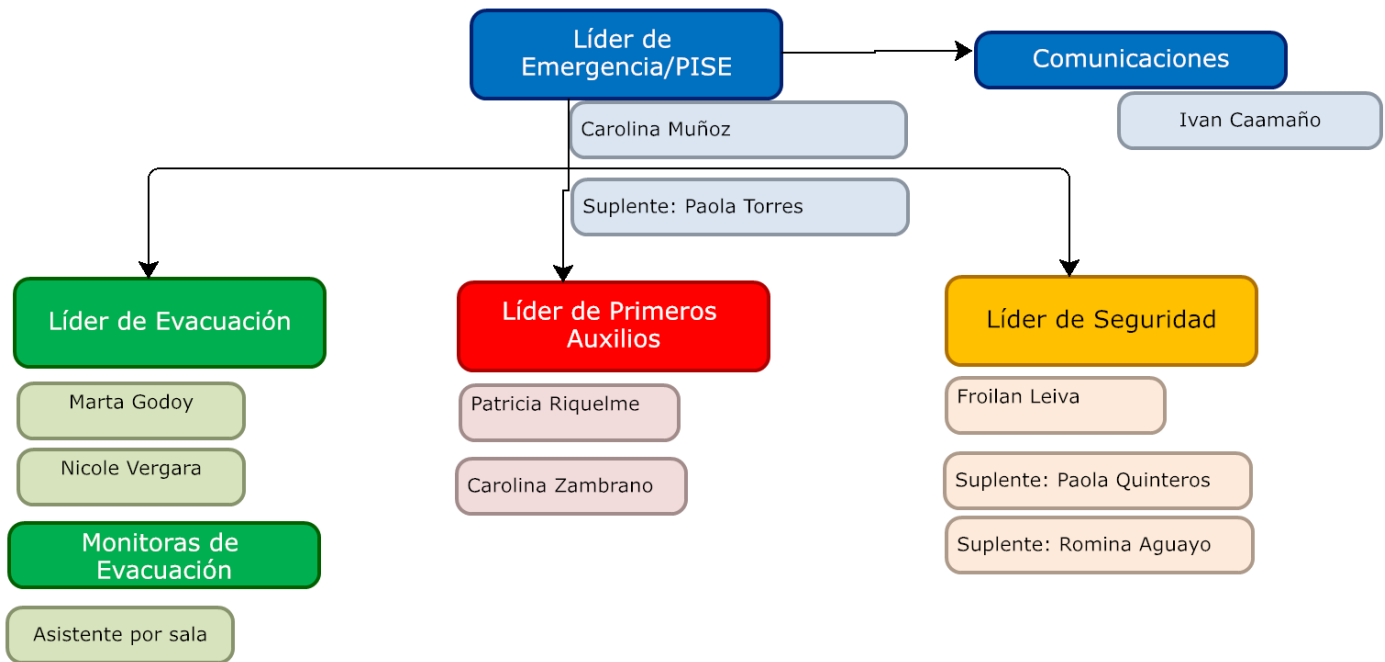 Líder de
Emergencia/PISE
Comunicaciones
Carolina Muñoz
Ivan Caamaño
Suplente: Paola Torres
Líder de Evacuación
Marta Godoy
Nicole Vergara
Monitoras de
Evacuación
Asistente por sala
Líder de Primeros
Auxilios
Patricia Riquelme
Carolina Zambrano
Líder de Seguridad
Froilan Leiva
Suplente: Paola Quinteros
Suplente: Romina Aguayo